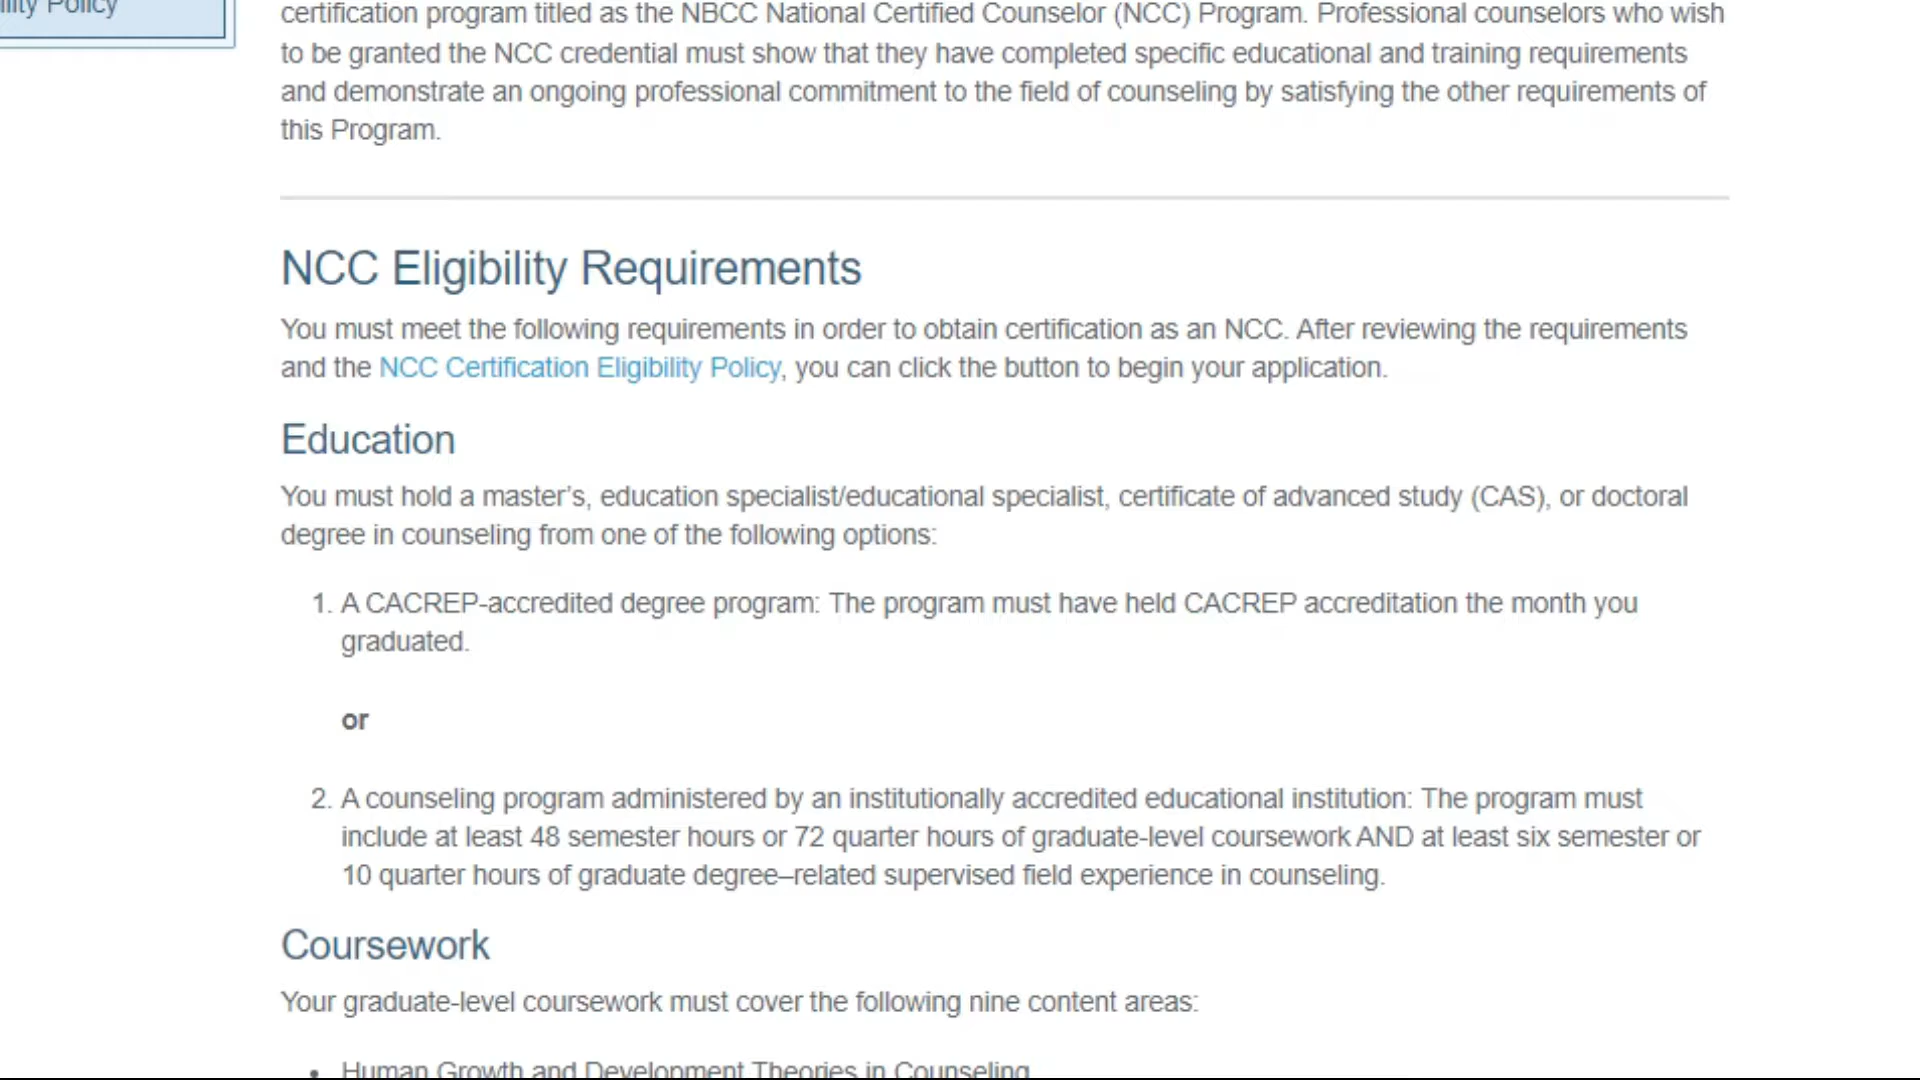 Policy
certification program titled as the NBCC National Certified Counselor (NCC) Program. Professional counselors who wish
to be granted the NCC credential must show that they have completed specific educational and training requirements
and demonstrate an ongoing professional commitment to the field of counseling by satisfying the other requirements of
this Program.
NCC Eligibility Requirements
You must meet the following requirements in order to obtain certification as an NCC. After reviewing the requirements
and the NCC Certification Eligibility Policy, you can click the button to begin your application.
Education
You must hold a master’s, education specialist/educational specialist, certificate of advanced study (CAS), or doctoral
degree in counseling from one of the following options:
1. A CACREP-accredited degree program: The program must have held CACREP accreditation the month you
graduated.
or
2. A counseling program administered by an institutionally accredited educational institution: The program must
include at least 48 semester hours or 72 quarter hours of graduate-level coursework AND at least six semester or
10 quarter hours of graduate degree–related supervised field experience in counseling.
Coursework
Your graduate-level coursework must cover the following nine content areas:
• Human Growth and Development Theories in Counseling